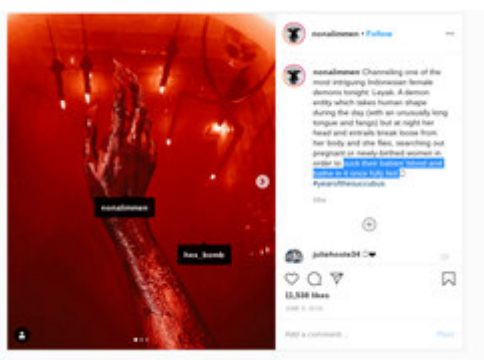 nonalimmen • Follow
nonalimmen Channeling one of the
most intriguing Indonesian female
demons tonight: Leyak. A demon
entity which takes human shape
during the day (with an unusually long
tongue and fangs) but at night her
head and entrails break loose from
her body and she flies, searching out
pregnant or newly-birthed women in
order to suck their babies' blood and
bathe in it once fully fed
#yearofthesuccubus
nonalimmen
hex_bomb
juliehoole34
11,538 likes
Add a comment...
Post